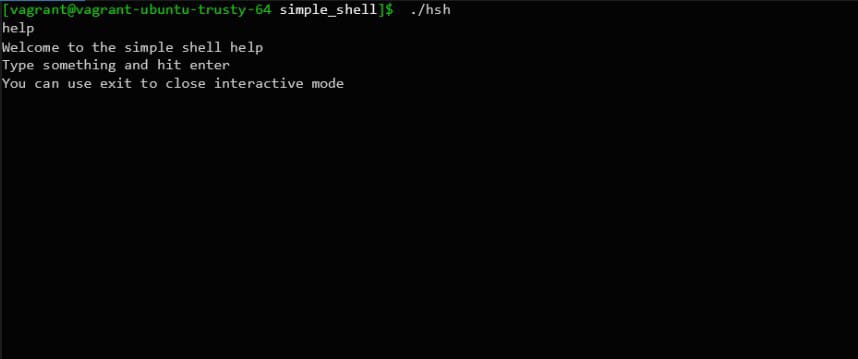 [vagrant@vagrant-ubuntu-trusty-64 simple_shell]$  ./hsh
help
Welcome to the simple shell help
Type something and hit enter
You can use exit to close interactive mode